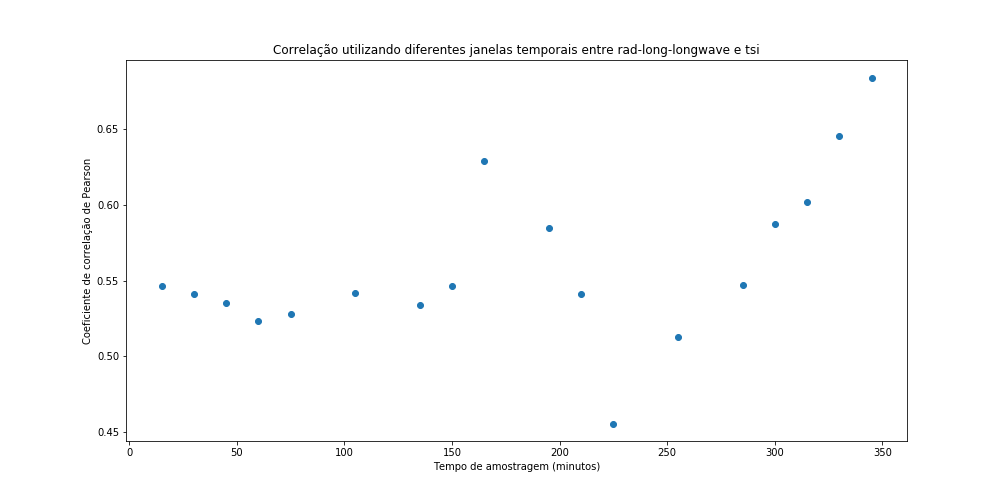 Correlação utilizando diferentes janelas temporais entre rad-long-longwave e tsi
Coeficiente de correlação de Pearson
0.65
0.60
0.55
0.50
0.45
0 50 100 150 200 250 300 350
Tempo de amostragem (minutos)